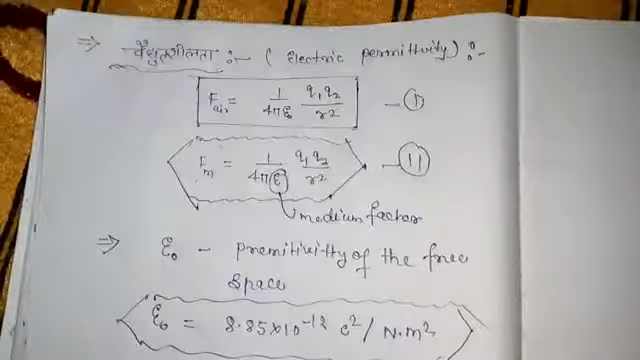 ⇒ वैद्युतशीलता :- ( Electric permittivity) :-
F_air = 1/4πε₀ q₁q₂/r² - (I)
F_m = 1/4πε q₁q₂/r² - (II)
medium factor
⇒ ε₀ - premitivitty of the free
space
ε₀ = 8.85×10⁻¹² c²/N.m²